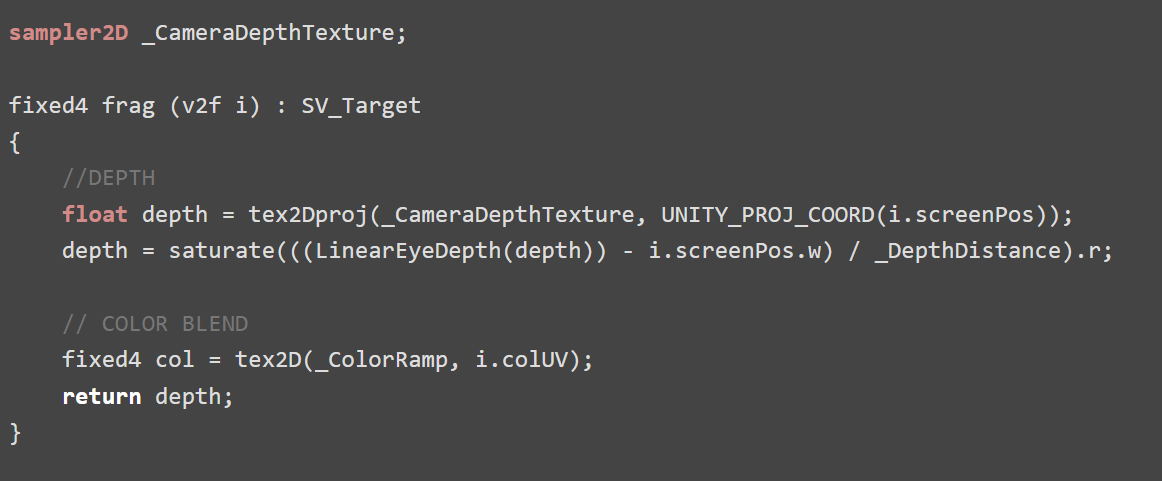 sampler2D _CameraDepthTexture;

fixed4 frag (v2f i) : SV_Target
{
    //DEPTH
    float depth = tex2Dproj(_CameraDepthTexture, UNITY_PROJ_COORD(i.screenPos));
    depth = saturate(((LinearEyeDepth(depth)) - i.screenPos.w) / _DepthDistance).r;

    // COLOR BLEND
    fixed4 col = tex2D(_ColorRamp, i.colUV);
    return depth;
}